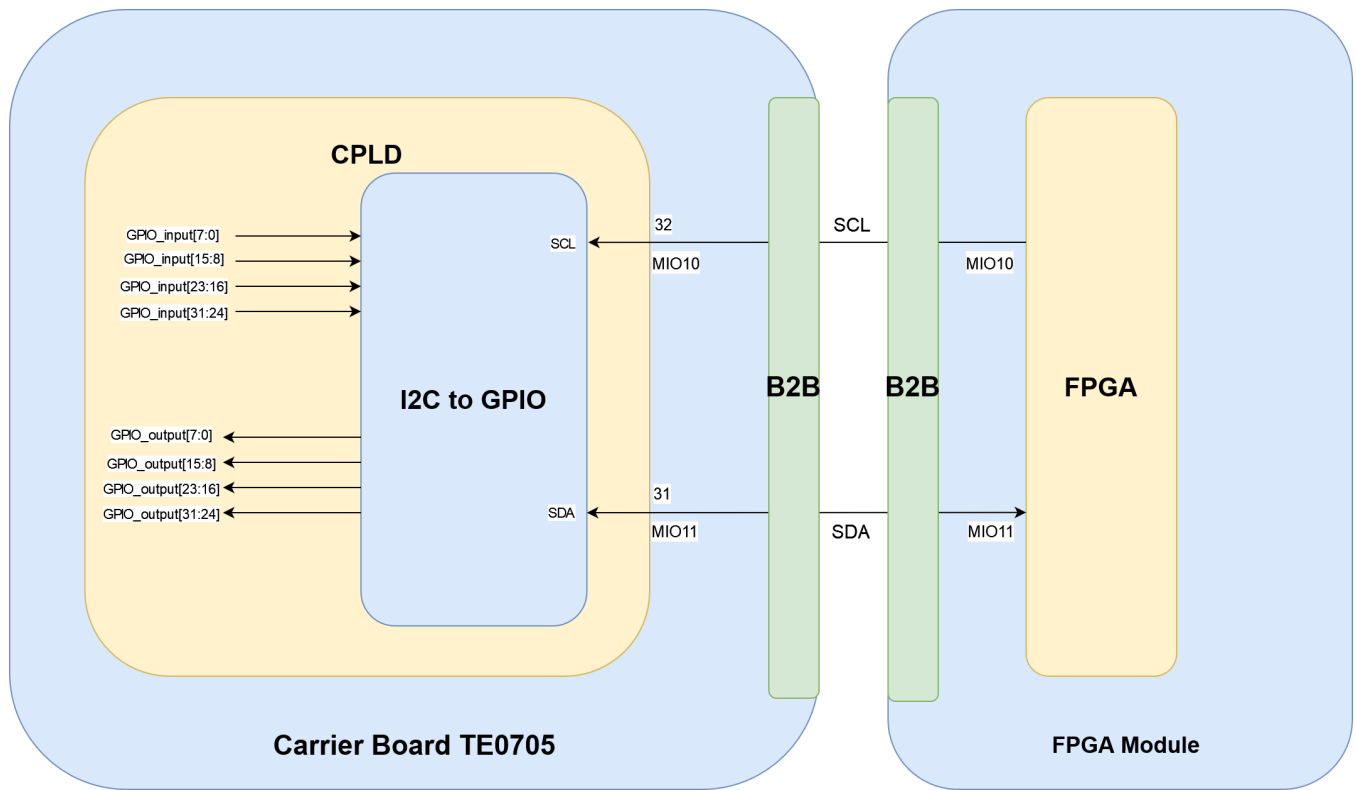 CPLD
GPIO_input[7:0]
GPIO_input[15:8]
GPIO_input[23:16]
GPIO_input[31:24]
I2C to GPIO
GPIO_output[7:0]
GPIO_output[15:8]
GPIO_output[23:16]
GPIO_output[31:24]
SCL
32
MIO10
SDA
31
MIO11
B2B
SCL
SDA
B2B
MIO10
MIO11
FPGA
Carrier Board TE0705
FPGA Module